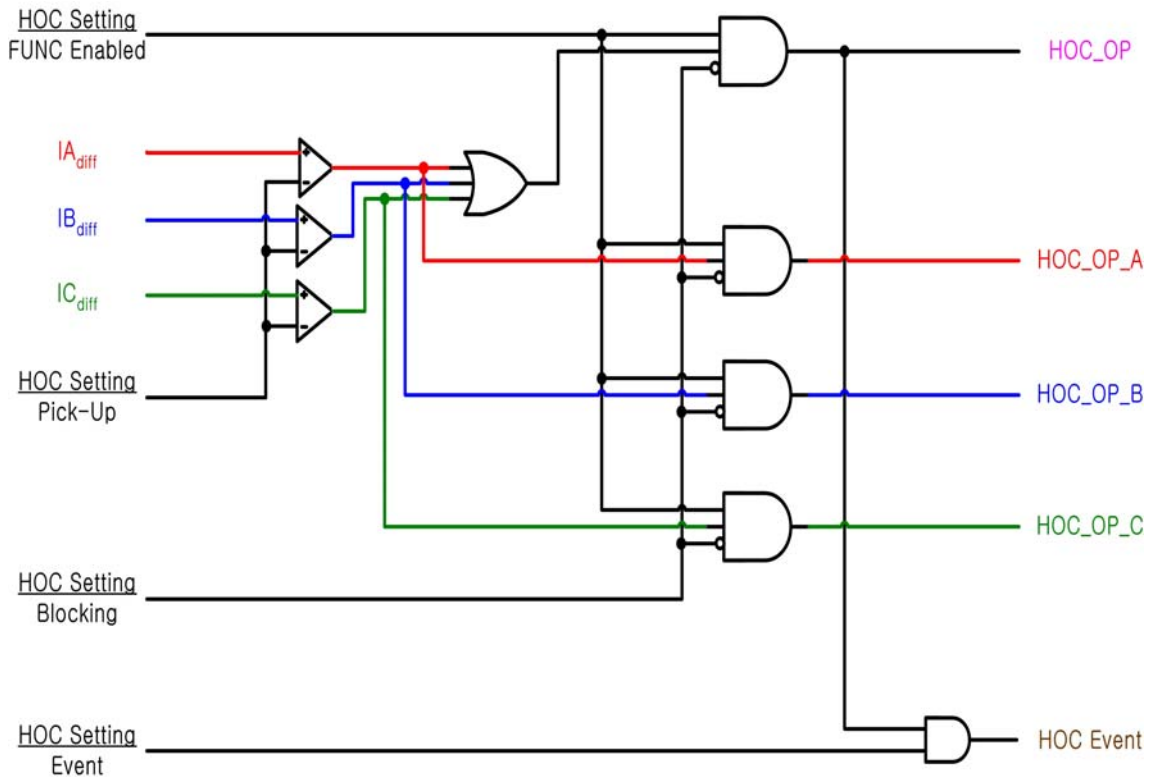 HOC Setting
FUNC Enabled
HOC_OP
IAdiff
+
-
IBdiff
+
-
HOC_OP_A
ICdiff
+
-
HOC Setting
Pick-Up
HOC_OP_B
HOC_OP_C
HOC Setting
Blocking
HOC Setting
Event
HOC Event